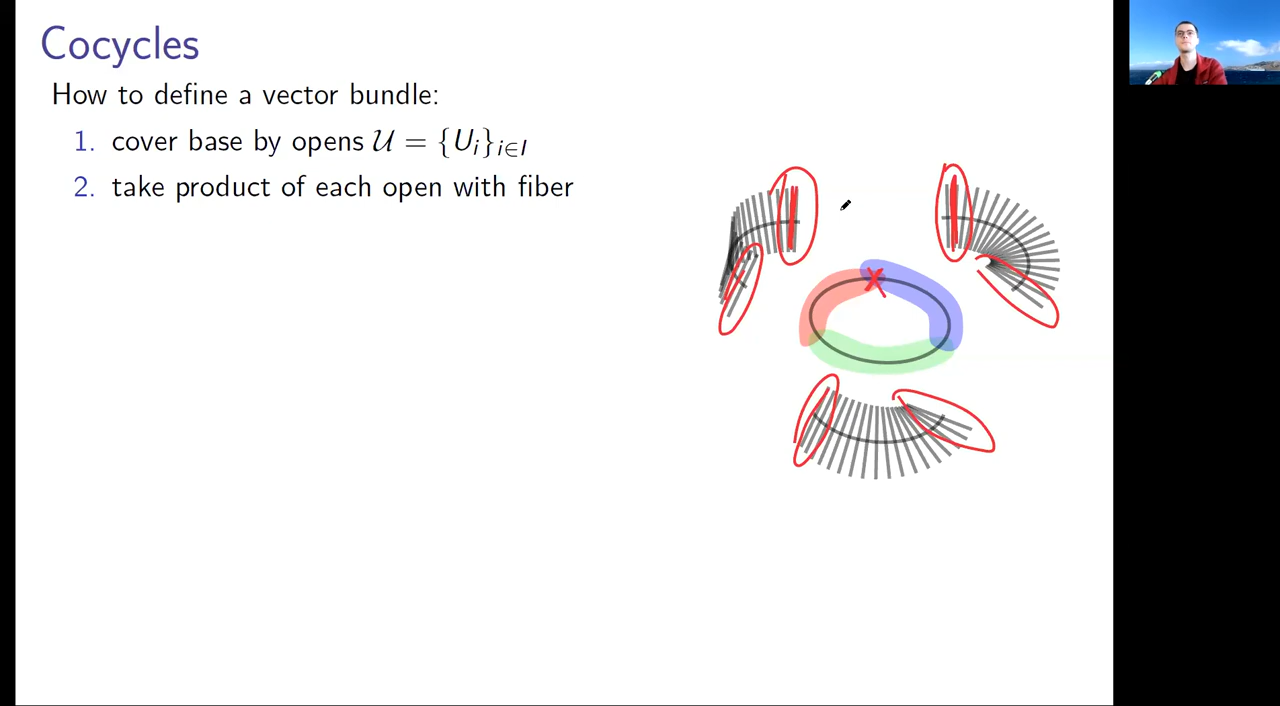 Cocycles
How to define a vector bundle:
1. cover base by opens 𝒰 = {U_i}_{i∈I}
2. take product of each open with fiber